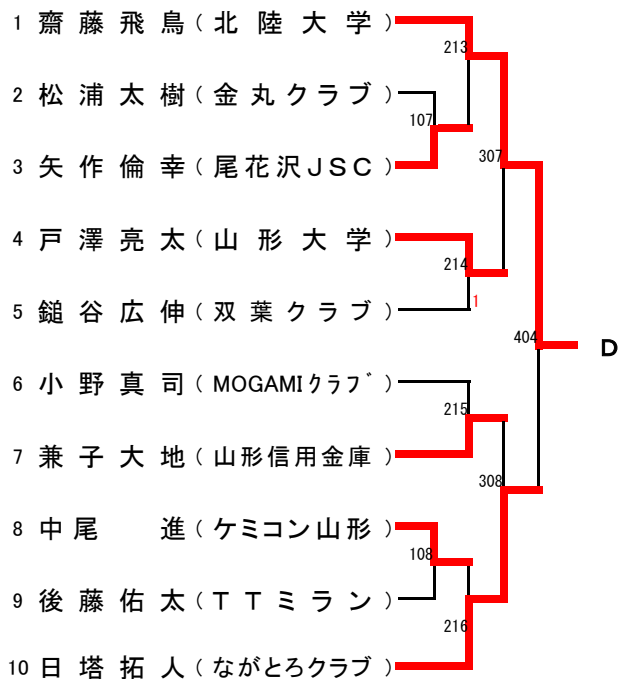 1 齋藤飛鳥(北陸大学)
213
2 松浦太樹(金丸クラブ)
107
3 矢作倫幸(尾花沢JSC)
307
4 戸澤亮太(山形大学)
214
1
5 鎚谷広伸(双葉クラブ)
404
D
6 小野真司(MOGAMIクラブ)
215
7 兼子大地(山形信用金庫)
308
8 中尾 進(ケミコン山形)
108
9 後藤佑太(TTミラン)
216
10 日塔拓人(ながとろクラブ)